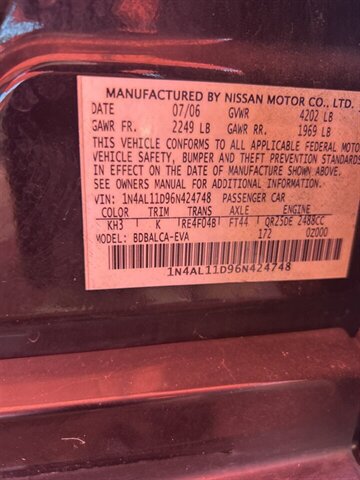 MANUFACTURED BY NISSAN MOTOR CO., LTD.
DATE 07/06 GVWR 4202 LB
GAWR FR. 2249 LB GAWR RR. 1969 LB
THIS VEHICLE CONFORMS TO ALL APPLICABLE FEDERAL MOTO
VEHICLE SAFETY, BUMPER AND THEFT PREVENTION STANDARDS
IN EFFECT ON THE DATE OF MANUFACTURE SHOWN ABOVE.
SEE OWNERS MANUAL FOR ADDITIONAL INFORMATION
VIN: 1N4AL11D96N424748 PASSENGER CAR
COLOR TRIM TRANS AXLE ENGINE
KH3 K RE4F04B FT44 QR25DE 2488CC
MODEL: BDBALCA-EVA 172 0Z000
1N4AL11D96N424748